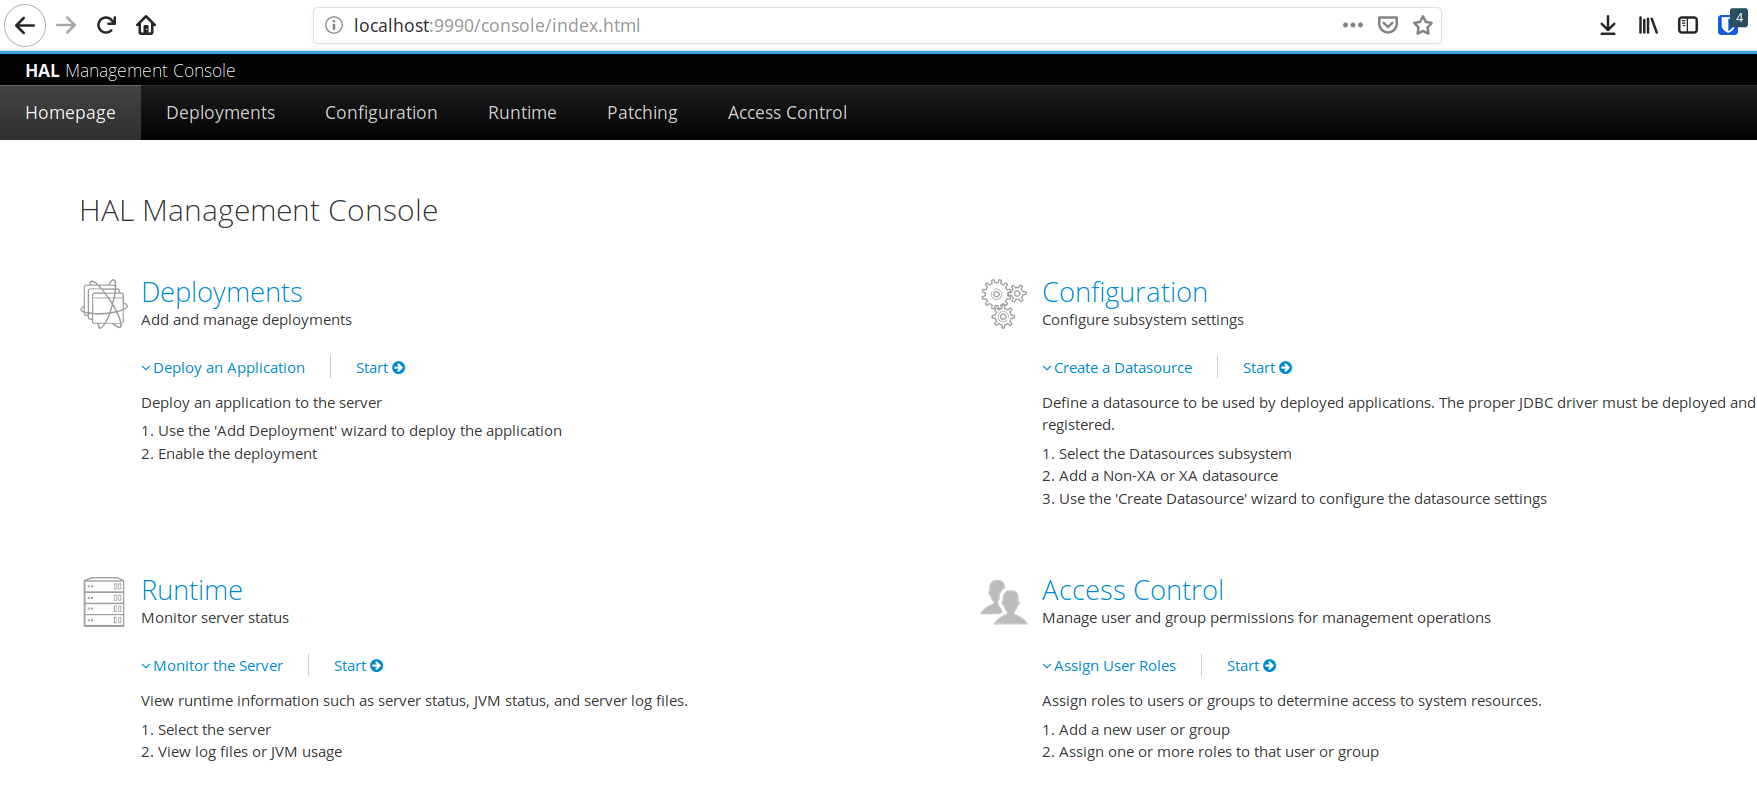 localhost:9990/console/index.html
4
HAL Management Console
Homepage Deployments Configuration Runtime Patching Access Control
HAL Management Console
Deployments
Add and manage deployments
Deploy an Application Start
Deploy an application to the server
1. Use the 'Add Deployment' wizard to deploy the application
2. Enable the deployment
Configuration
Configure subsystem settings
Create a Datasource Start
Define a datasource to be used by deployed applications. The proper JDBC driver must be deployed and
registered.
1. Select the Datasources subsystem
2. Add a Non-XA or XA datasource
3. Use the 'Create Datasource' wizard to configure the datasource settings
Runtime
Monitor server status
Monitor the Server Start
View runtime information such as server status, JVM status, and server log files.
1. Select the server
2. View log files or JVM usage
Access Control
Manage user and group permissions for management operations
Assign User Roles Start
Assign roles to users or groups to determine access to system resources.
1. Add a new user or group
2. Assign one or more roles to that user or group